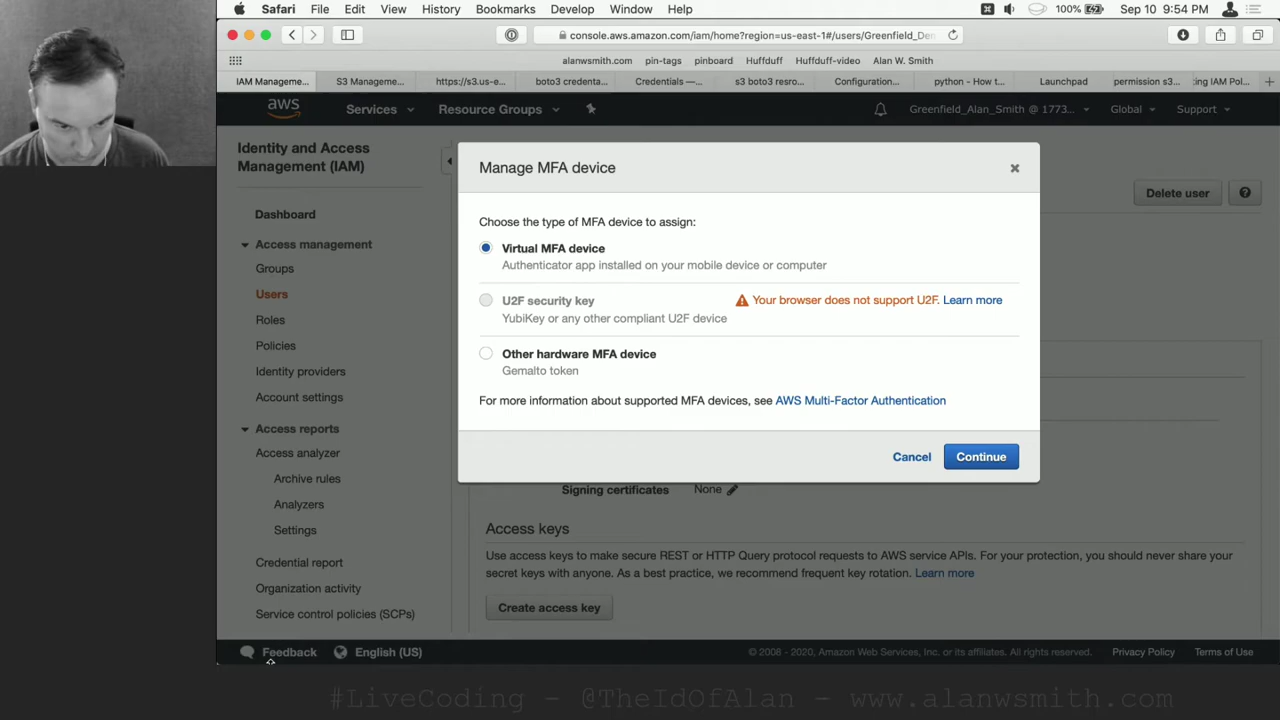 Safari File Edit View History Bookmarks Develop Window Help 100% Sep 10 9:54 PM
console.aws.amazon.com/iam/home?region=us-east-1#/users/Greenfield_De
alanwsmith.com pin-tags pinboard Huffduff Huffduff-video Alan W. Smith
IAM Manageme... S3 Manageme... https://s3.us-e... boto3 credenta... Credentials —... s3 boto3 resro... Configuration... python - How t... Launchpad permission s3... ing IAM Pol...
aws Services Resource Groups Greenfield_Alan_Smith @ 1773... Global Support
Identity and Access
Management (IAM)
Dashboard
Access management
Groups
Users
Roles
Policies
Identity providers
Account settings
Access reports
Access analyzer
Archive rules
Analyzers
Settings
Credential report
Organization activity
Service control policies (SCPs)
Delete user
Manage MFA device
Choose the type of MFA device to assign:
Virtual MFA device
Authenticator app installed on your mobile device or computer
U2F security key Your browser does not support U2F. Learn more
YubiKey or any other compliant U2F device
Other hardware MFA device
Gemalto token
For more information about supported MFA devices, see AWS Multi-Factor Authentication
Cancel Continue
Signing certificates None
Access keys
Use access keys to make secure REST or HTTP Query protocol requests to AWS service APIs. For your protection, you should never share your
secret keys with anyone. As a best practice, we recommend frequent key rotation. Learn more
Create access key
Feedback English (US) © 2008 - 2020, Amazon Web Services, Inc. or its affiliates. All rights reserved. Privacy Policy Terms of Use
#LiveCoding - @TheIdOfAlan - www.alanwsmith.com